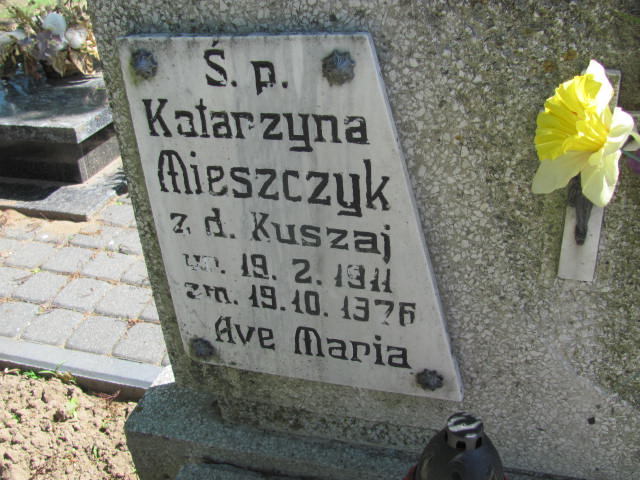 Ś. p.
Katarzyna
Mieszczyk
z d. Kuszaj
ur. 19. 2. 1911
zm. 19.10. 1976
Ave Maria